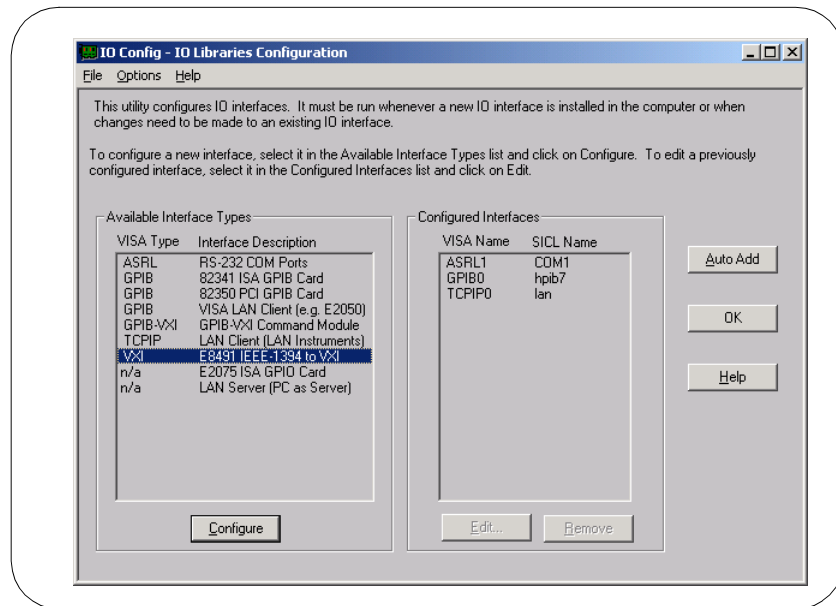 IO Config - IO Libraries Configuration
File Options Help
This utility configures IO interfaces. It must be run whenever a new IO interface is installed in the computer or when
changes need to be made to an existing IO interface.
To configure a new interface, select it in the Available Interface Types list and click on Configure. To edit a previously
configured interface, select it in the Configured Interfaces list and click on Edit.
Available Interface Types
VISA Type Interface Description
ASRL RS-232 COM Ports
GPIB 82341 ISA GPIB Card
GPIB 82350 PCI GPIB Card
GPIB VISA LAN Client (e.g. E2050)
GPIB-VXI GPIB-VXI Command Module
TCPIP LAN Client (LAN Instruments)
VXI E8491 IEEE-1394 to VXI
n/a E2075 ISA GPIO Card
n/a LAN Server (PC as Server)
Configure
Configured Interfaces
VISA Name SICL Name
ASRL1 COM1
GPIB0 hpib7
TCPIP0 lan
Edit...
Remove
Auto Add
OK
Help